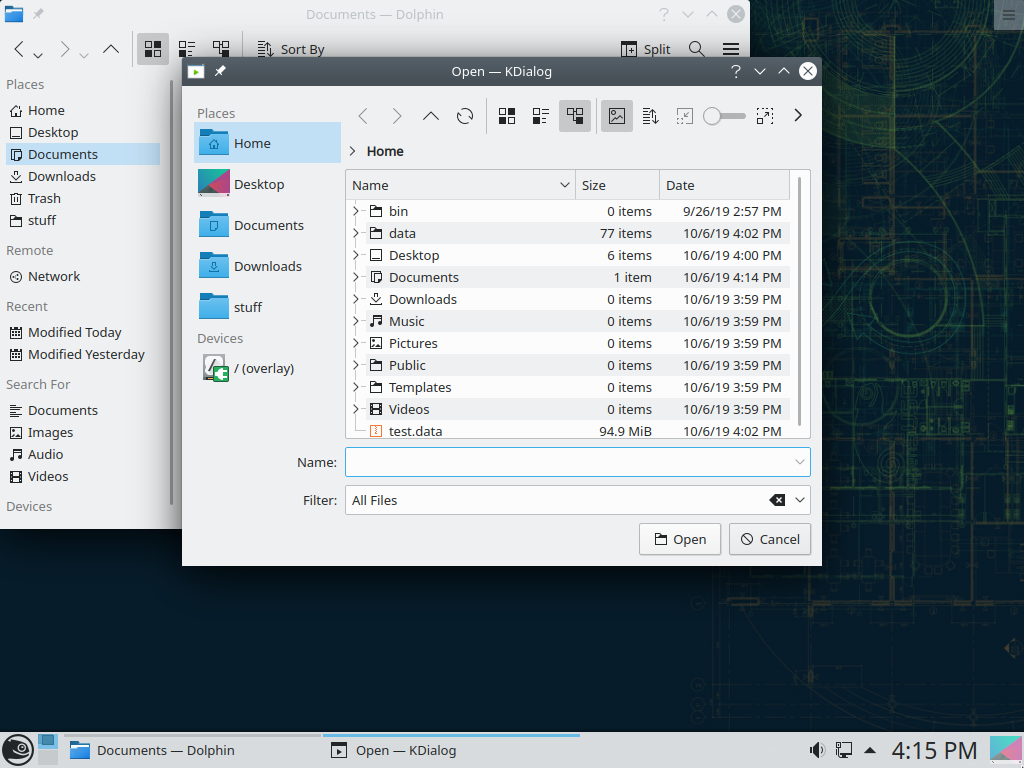 Documents — Dolphin
Sort By
Split
Places
Home
Desktop
Documents
Downloads
Trash
stuff
Remote
Network
Recent
Modified Today
Modified Yesterday
Search For
Documents
Images
Audio
Videos
Devices
Open — KDialog
Places
Home
Desktop
Documents
Downloads
stuff
Devices
/ (overlay)
Home
Name Size Date
bin 0 items 9/26/19 2:57 PM
data 77 items 10/6/19 4:02 PM
Desktop 6 items 10/6/19 4:00 PM
Documents 1 item 10/6/19 4:14 PM
Downloads 0 items 10/6/19 3:59 PM
Music 0 items 10/6/19 3:59 PM
Pictures 0 items 10/6/19 3:59 PM
Public 0 items 10/6/19 3:59 PM
Templates 0 items 10/6/19 3:59 PM
Videos 0 items 10/6/19 3:59 PM
test.data 94.9 MiB 10/6/19 4:02 PM
Name:
Filter: All Files
Open Cancel
Documents — Dolphin
Open — KDialog
4:15 PM